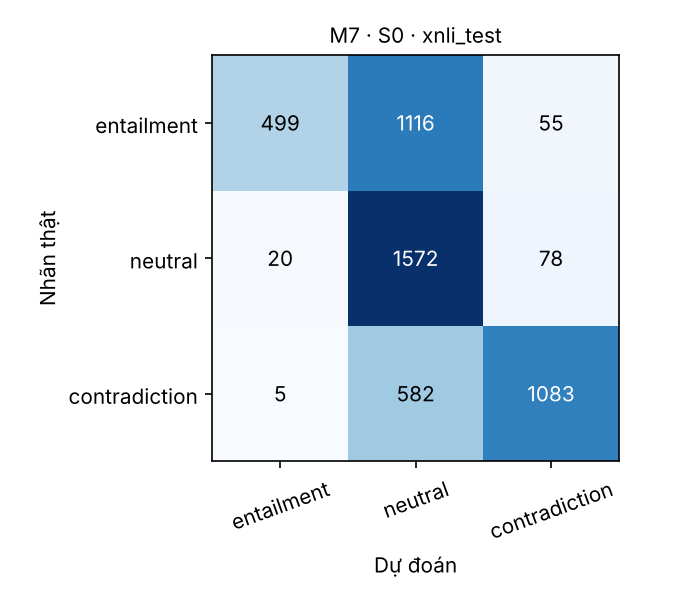 M7 · S0 · xnli_test
entailment 499 1116 55
neutral 20 1572 78
contradiction 5 582 1083
Nhãn thật
entailment neutral contradiction
Dự đoán